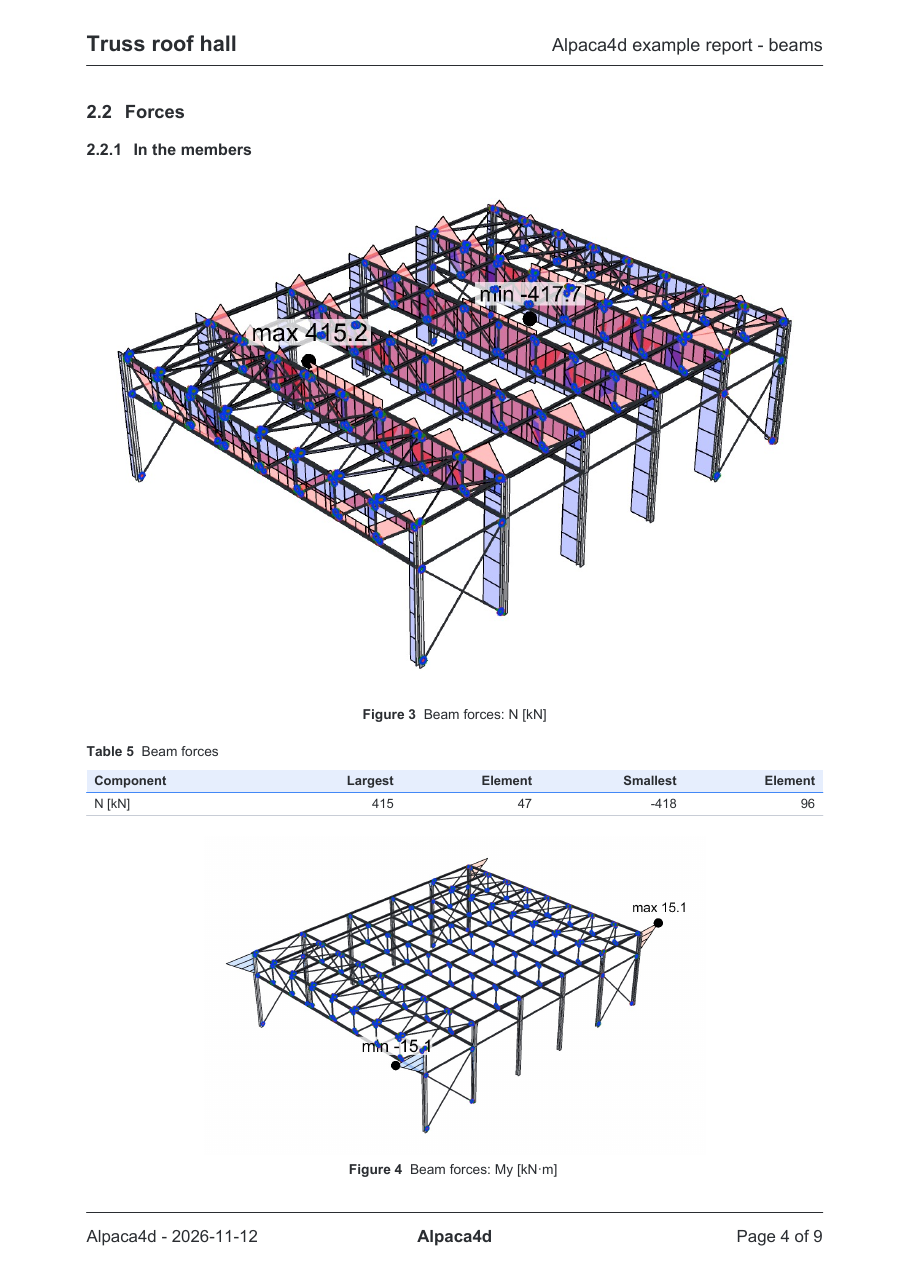 Truss roof hall
Alpaca4d example report - beams
2.2 Forces
2.2.1 In the members
min -417.7
max 415.2
Figure 3 Beam forces: N [kN]
Table 5 Beam forces
Component Largest Element Smallest Element
N [kN] 415 47 -418 96
max 15.1
min -15.1
Figure 4 Beam forces: My [kN·m]
Alpaca4d - 2026-11-12
Alpaca4d
Page 4 of 9